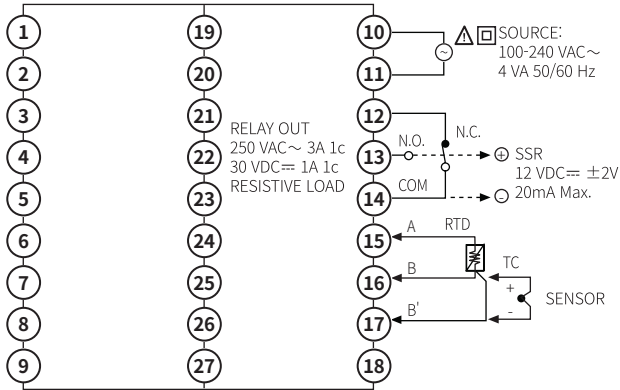 1
2
3
4
5
6
7
8
9
19
20
21
22
23
24
25
26
27
RELAY OUT
250 VAC～ 3A 1c
30 VDC⎓ 1A 1c
RESISTIVE LOAD
10
11
12
13
14
15
16
17
18
~
SOURCE:
100-240 VAC～
4 VA 50/60 Hz
N.O.
N.C.
COM
+ SSR
12 VDC⎓ ±2V
- 20mA Max.
A
RTD
B
B'
TC
+
-
SENSOR